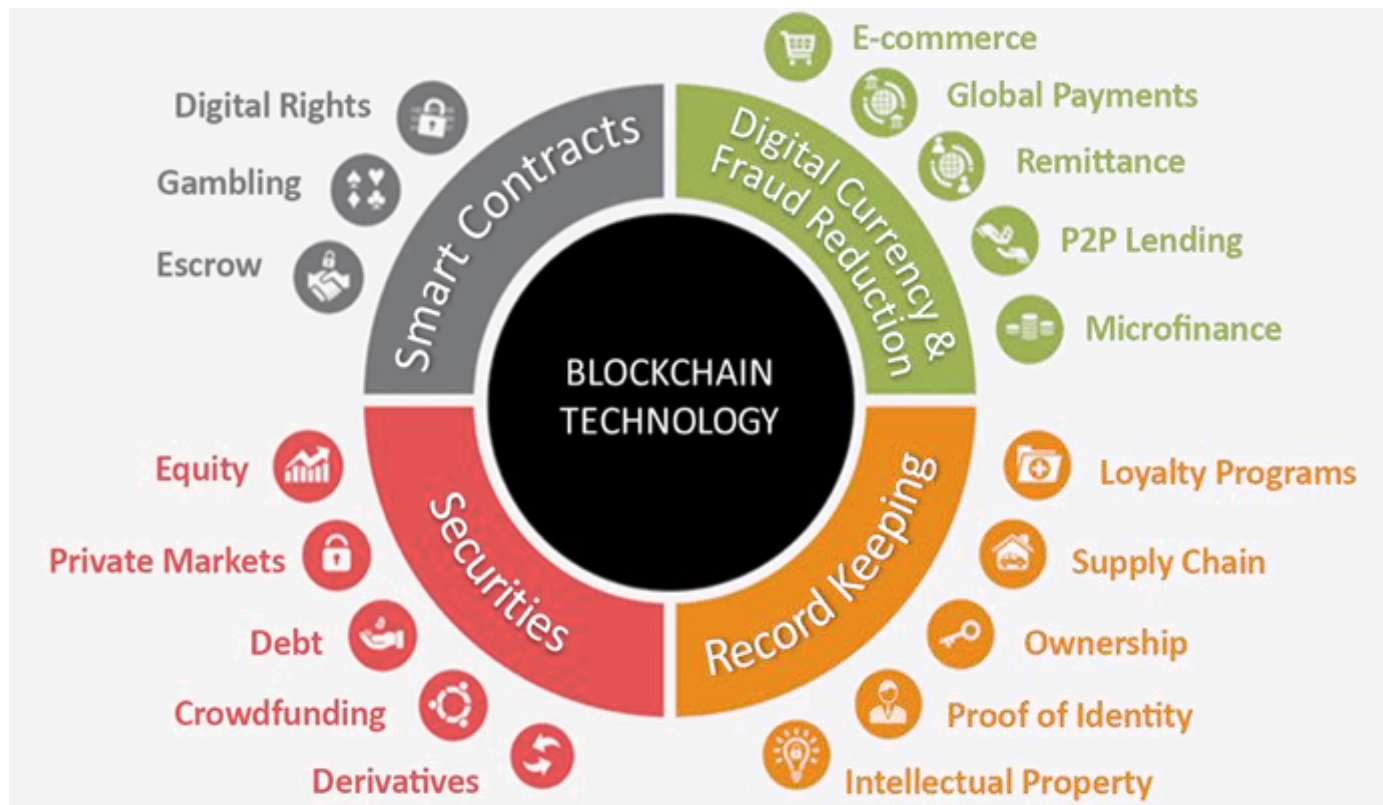 Digital Rights
Gambling
Escrow
Smart Contracts
E-commerce
Global Payments
Remittance
P2P Lending
Microfinance
Digital Currency &
Fraud Reduction
BLOCKCHAIN
TECHNOLOGY
Equity
Private Markets
Debt
Crowdfunding
Derivatives
Securities
Loyalty Programs
Supply Chain
Ownership
Proof of Identity
Intellectual Property
Record Keeping